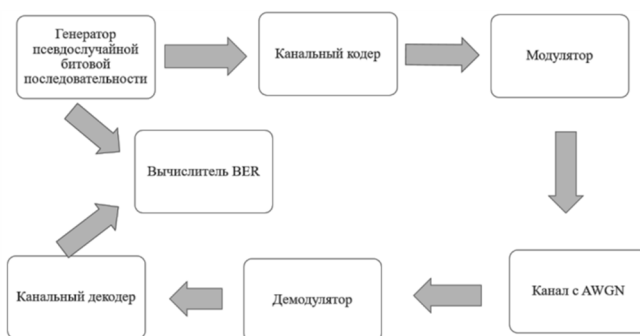 Генератор
псевдослучайной
битовой
последовательности
Канальный кодер
Модулятор
Вычислитель BER
Канальный декодер
Демодулятор
Канал с AWGN